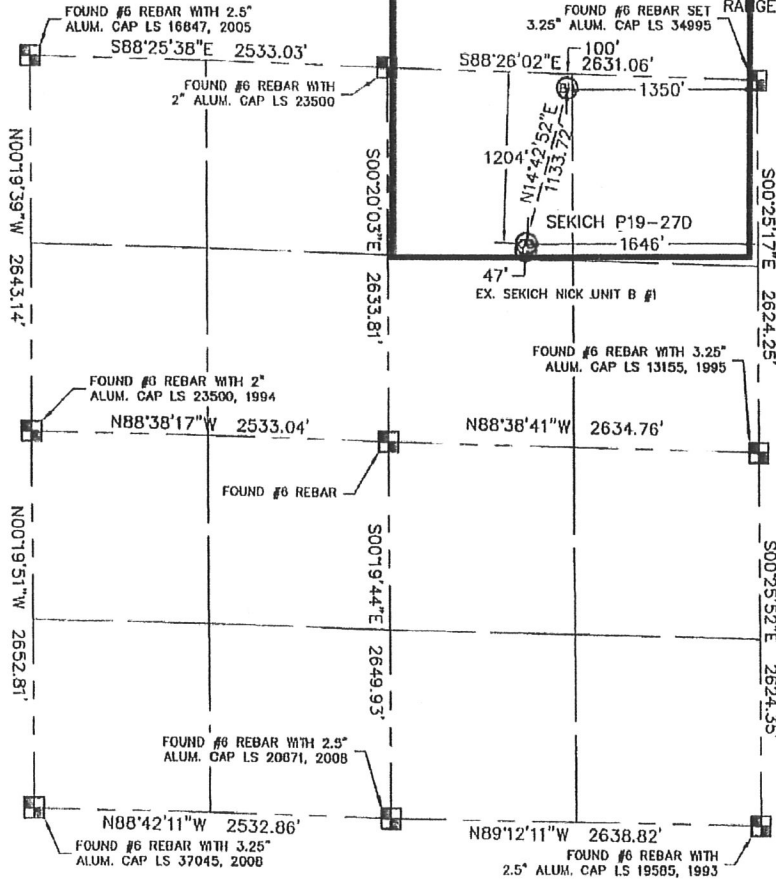 FOUND #6 REBAR WITH 2.5"
ALUM. CAP LS 16847, 2005
S88°25'38"E 2533.03'
FOUND #6 REBAR WITH
2" ALUM. CAP LS 23500
FOUND #6 REBAR SET
3.25" ALUM. CAP LS 34995
RANGE
100'
S88°26'02"E 2631.06'
1350'
1204'
N14°42'52"E
1133.72'
SEKICH P19-27D
1646'
47'
EX. SEKICH NICK UNIT B #1
N00°19'39"W 2643.14'
S00°20'03"E 2633.81'
S00°25'17"E 2624.25'
FOUND #6 REBAR WITH 3.25"
ALUM. CAP LS 13155, 1995
FOUND #6 REBAR WITH 2"
ALUM. CAP LS 23500, 1994
N88°38'17"W 2533.04'
N88°38'41"W 2634.76'
FOUND #6 REBAR
N00°19'51"W 2652.81'
S00°19'44"E 2649.93'
S00°25'52"E 2624.35'
FOUND #6 REBAR WITH 2.5"
ALUM. CAP LS 20671, 2008
N88°42'11"W 2532.86'
N89°12'11"W 2638.82'
FOUND #6 REBAR WITH 3.25"
ALUM. CAP LS 37045, 2008
FOUND #6 REBAR WITH
2.5" ALUM. CAP LS 19585, 1993